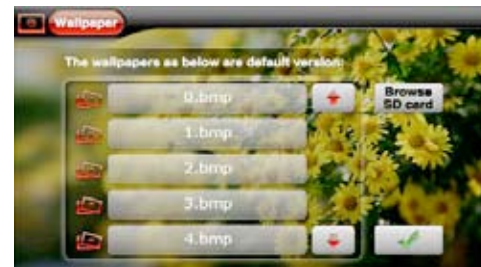 Wallpaper
The wallpapers as below are default version:
0.bmp
Browse
SD card
1.bmp
2.bmp
3.bmp
4.bmp